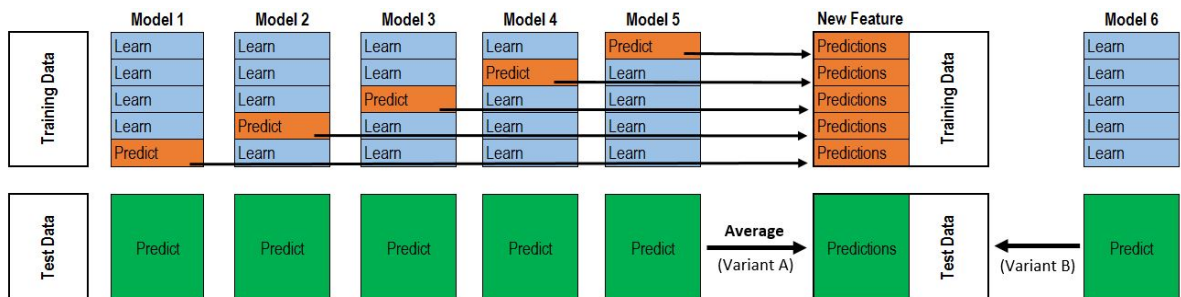 Model 1 Model 2 Model 3 Model 4 Model 5 New Feature Model 6
Training Data
Learn Learn Learn Learn Predict Predictions Learn
Learn Learn Learn Predict Learn Predictions Learn
Learn Learn Predict Learn Learn Predictions Learn
Learn Predict Learn Learn Learn Predictions Learn
Predict Learn Learn Learn Learn Predictions Learn
Training Data
Test Data
Predict Predict Predict Predict Predict
Average
(Variant A)
Predictions
Test Data
(Variant B)
Predict